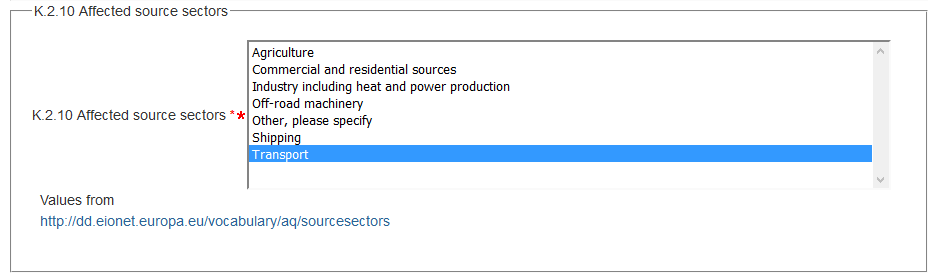 K.2.10 Affected source sectors
Agriculture
Commercial and residential sources
Industry including heat and power production
Off-road machinery
K.2.10 Affected source sectors **
Other, please specify
Shipping
Transport
Values from
http://dd.eionet.europa.eu/vocabulary/aq/sourcesectors